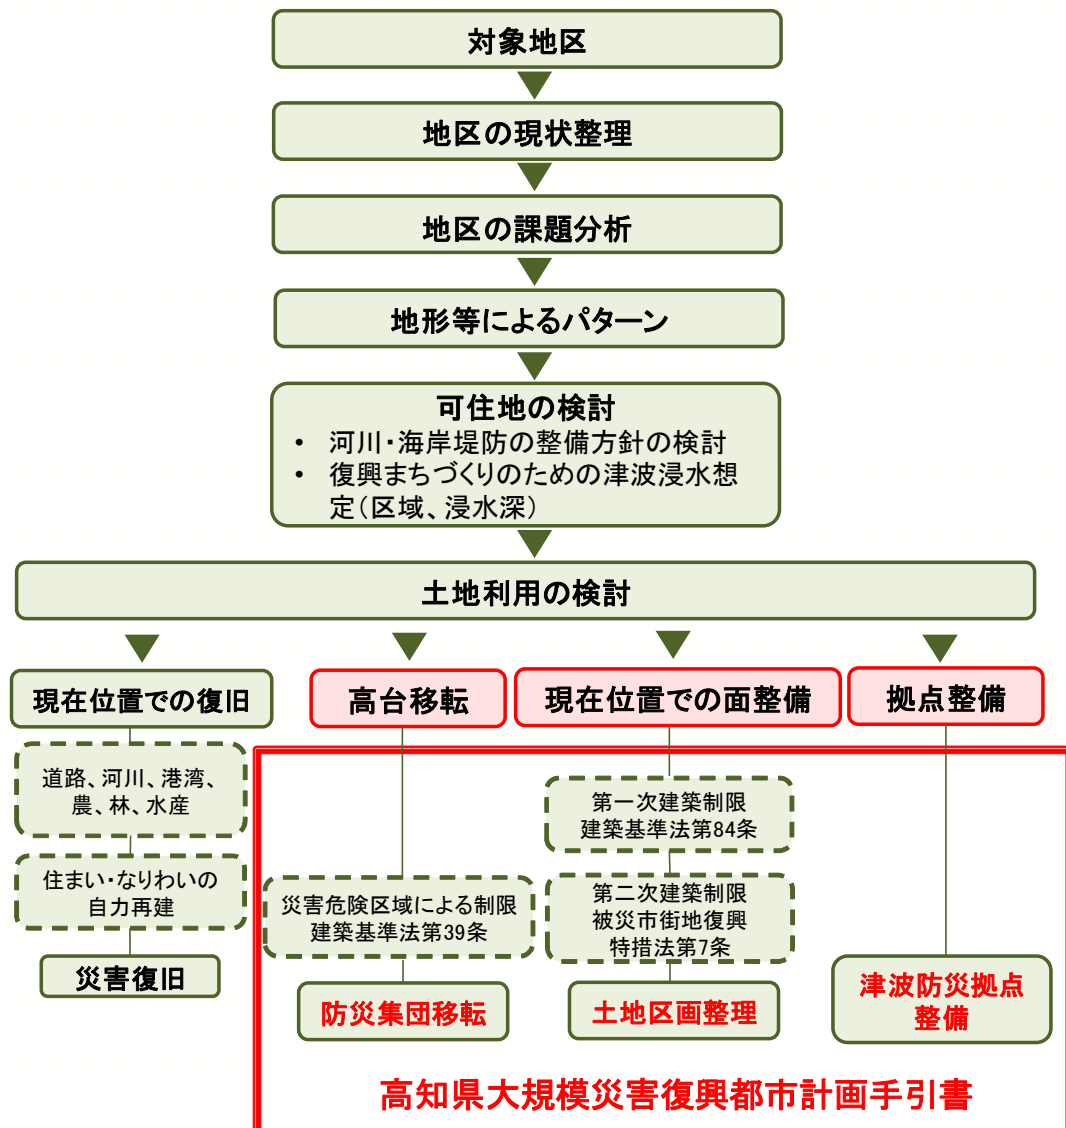 対象地区
地区の現状整理
地区の課題分析
地形等によるパターン
可住地の検討
• 河川・海岸堤防の整備方針の検討
• 復興まちづくりのための津波浸水想
定(区域、浸水深)
土地利用の検討
現在位置での復旧
高台移転
現在位置での面整備
拠点整備
道路、河川、港湾、
農、林、水産
住まい・なりわいの
自力再建
災害復旧
災害危険区域による制限
建築基準法第39条
防災集団移転
第一次建築制限
建築基準法第84条
第二次建築制限
被災市街地復興
特措法第7条
土地区画整理
津波防災拠点
整備
高知県大規模災害復興都市計画手引書